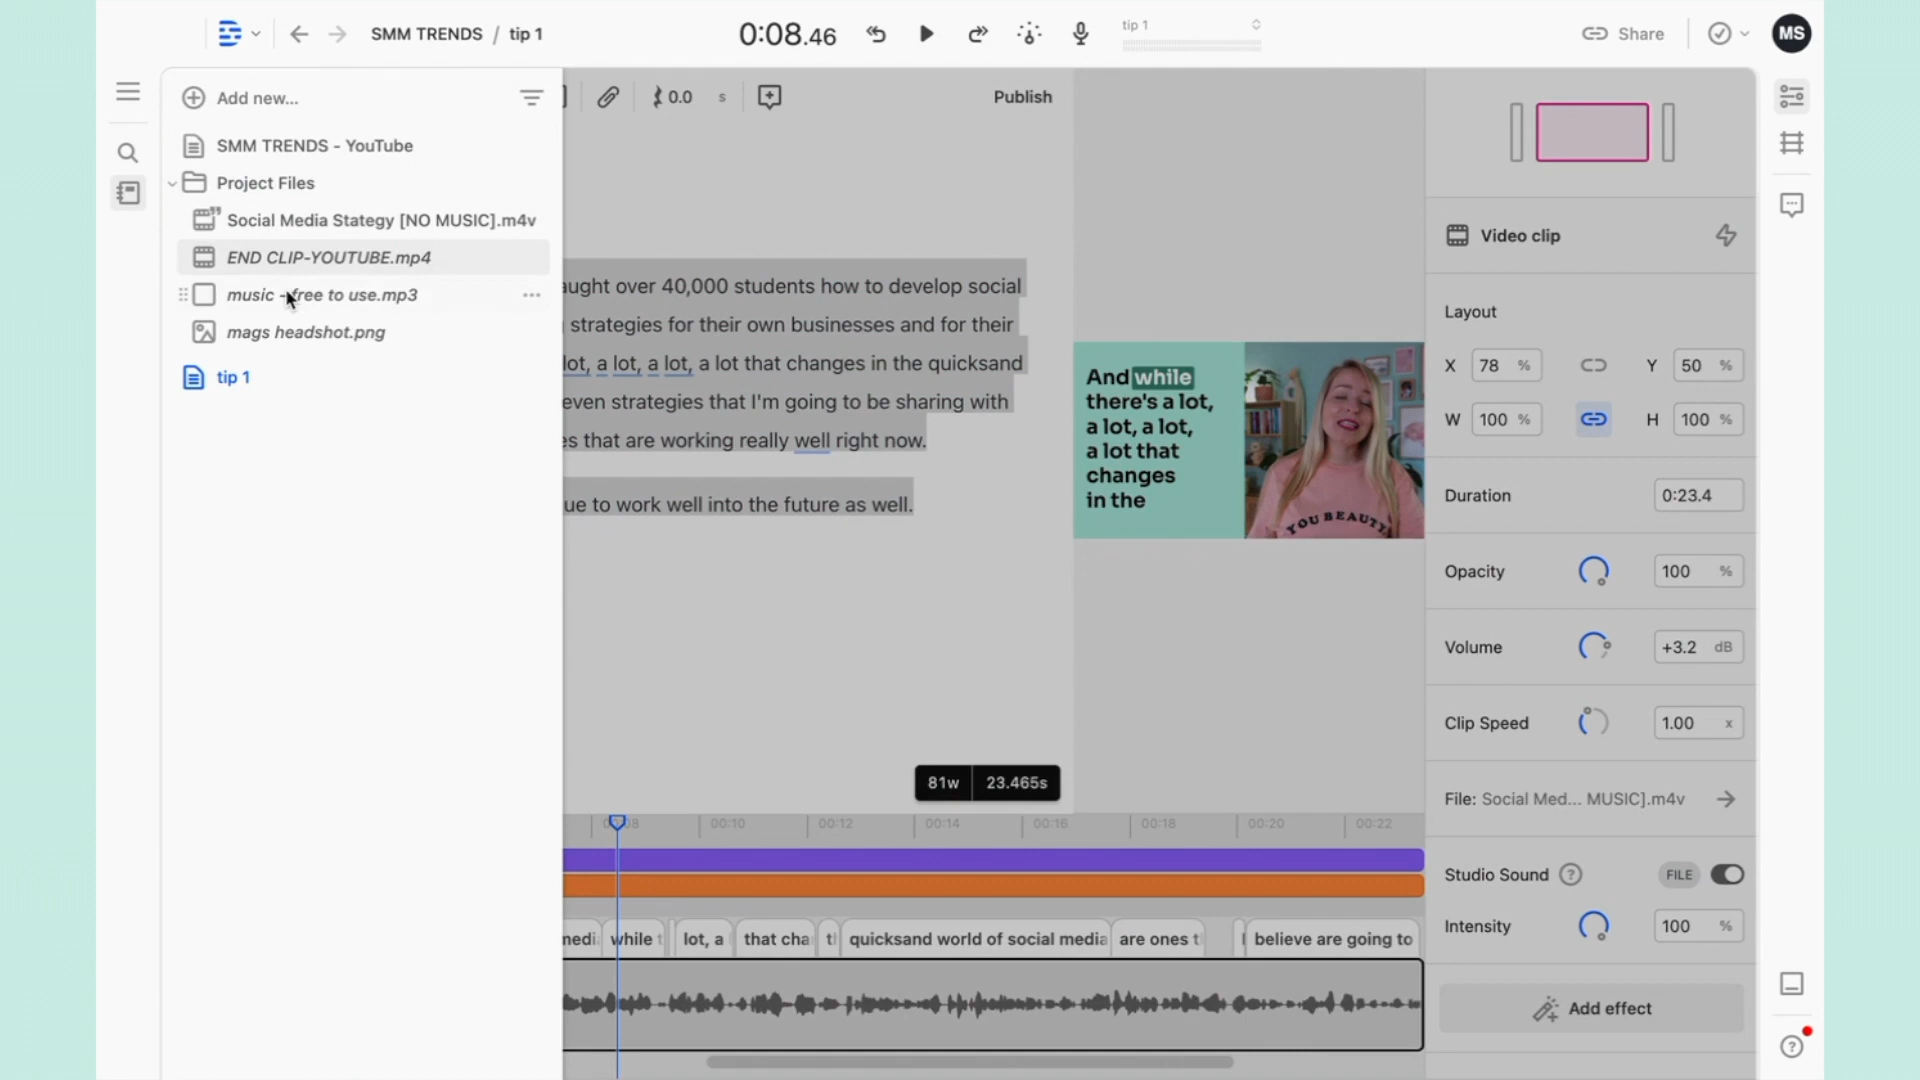 SMM TRENDS / tip 1
0:08.46
tip 1
Share
MS
Add new...
SMM TRENDS - YouTube
Project Files
Social Media Stategy [NO MUSIC].m4v
END CLIP-YOUTUBE.mp4
music - free to use.mp3
mags headshot.png
tip 1
0.0 s
Publish
aught over 40,000 students how to develop social
strategies for their own businesses and for their
lot, a lot, a lot, a lot that changes in the quicksand
even strategies that I'm going to be sharing with
es that are working really well right now.
ue to work well into the future as well.
And while
there's a lot,
a lot, a lot,
a lot that
changes
in the
YOU BEAUTY
81w 23.465s
00:08 00:10 00:12 00:14 00:16 00:18 00:20 00:22
medi while t lot, a that cha th quicksand world of social media are ones t believe are going to
Video clip
Layout
X 78 % Y 50 %
W 100 % H 100 %
Duration 0:23.4
Opacity 100 %
Volume +3.2 dB
Clip Speed 1.00 x
File: Social Med... MUSIC].m4v
Studio Sound ? FILE
Intensity 100 %
Add effect
?